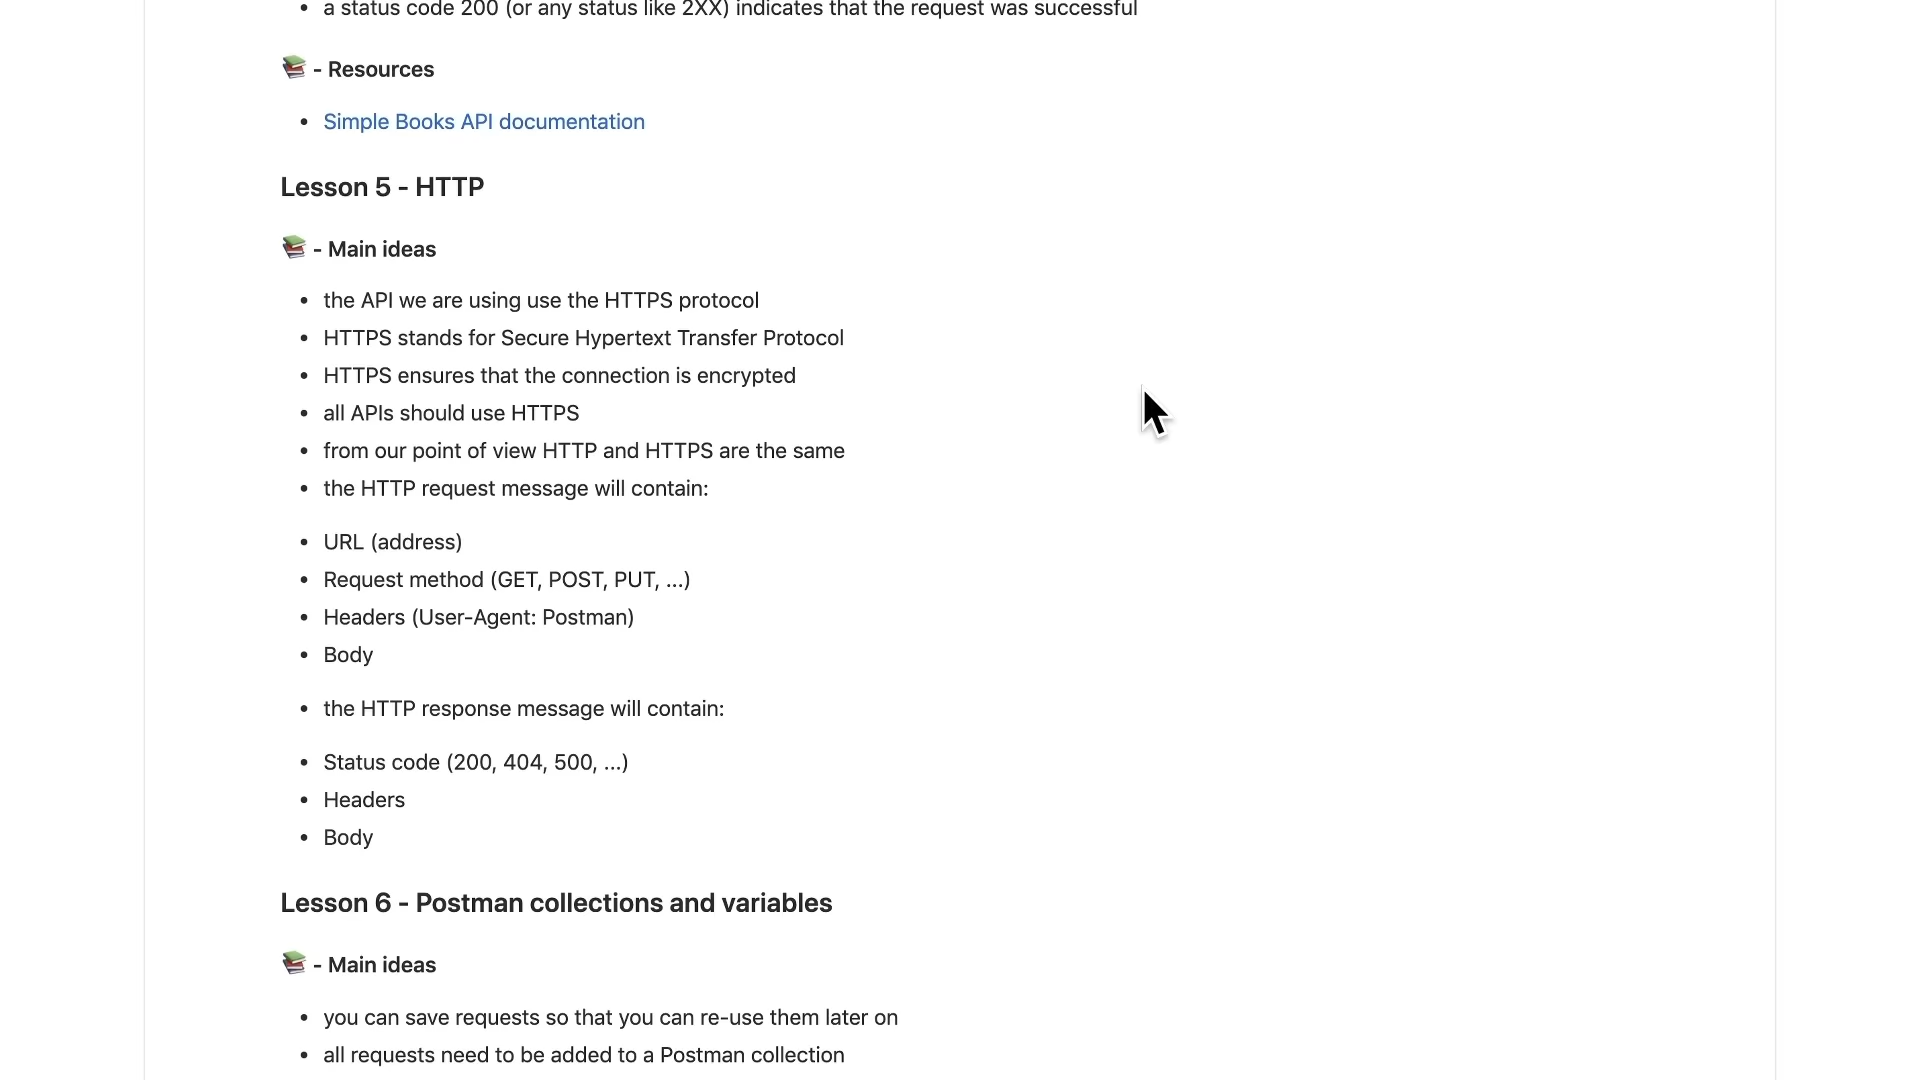 • a status code 200 (or any status like 2XX) indicates that the request was successful
📚 - Resources
• Simple Books API documentation
Lesson 5 - HTTP
📚 - Main ideas
• the API we are using use the HTTPS protocol
• HTTPS stands for Secure Hypertext Transfer Protocol
• HTTPS ensures that the connection is encrypted
• all APIs should use HTTPS
• from our point of view HTTP and HTTPS are the same
• the HTTP request message will contain:
• URL (address)
• Request method (GET, POST, PUT, ...)
• Headers (User-Agent: Postman)
• Body
• the HTTP response message will contain:
• Status code (200, 404, 500, ...)
• Headers
• Body
Lesson 6 - Postman collections and variables
📚 - Main ideas
• you can save requests so that you can re-use them later on
• all requests need to be added to a Postman collection